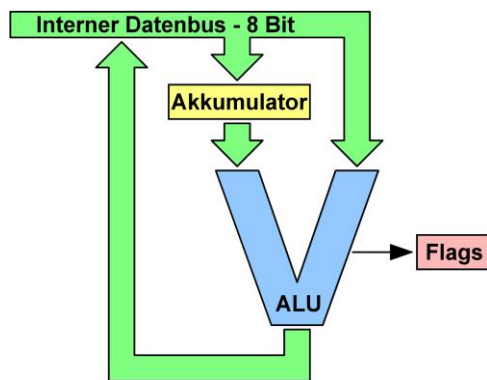 Interner Datenbus - 8 Bit
Akkumulator
Flags
ALU